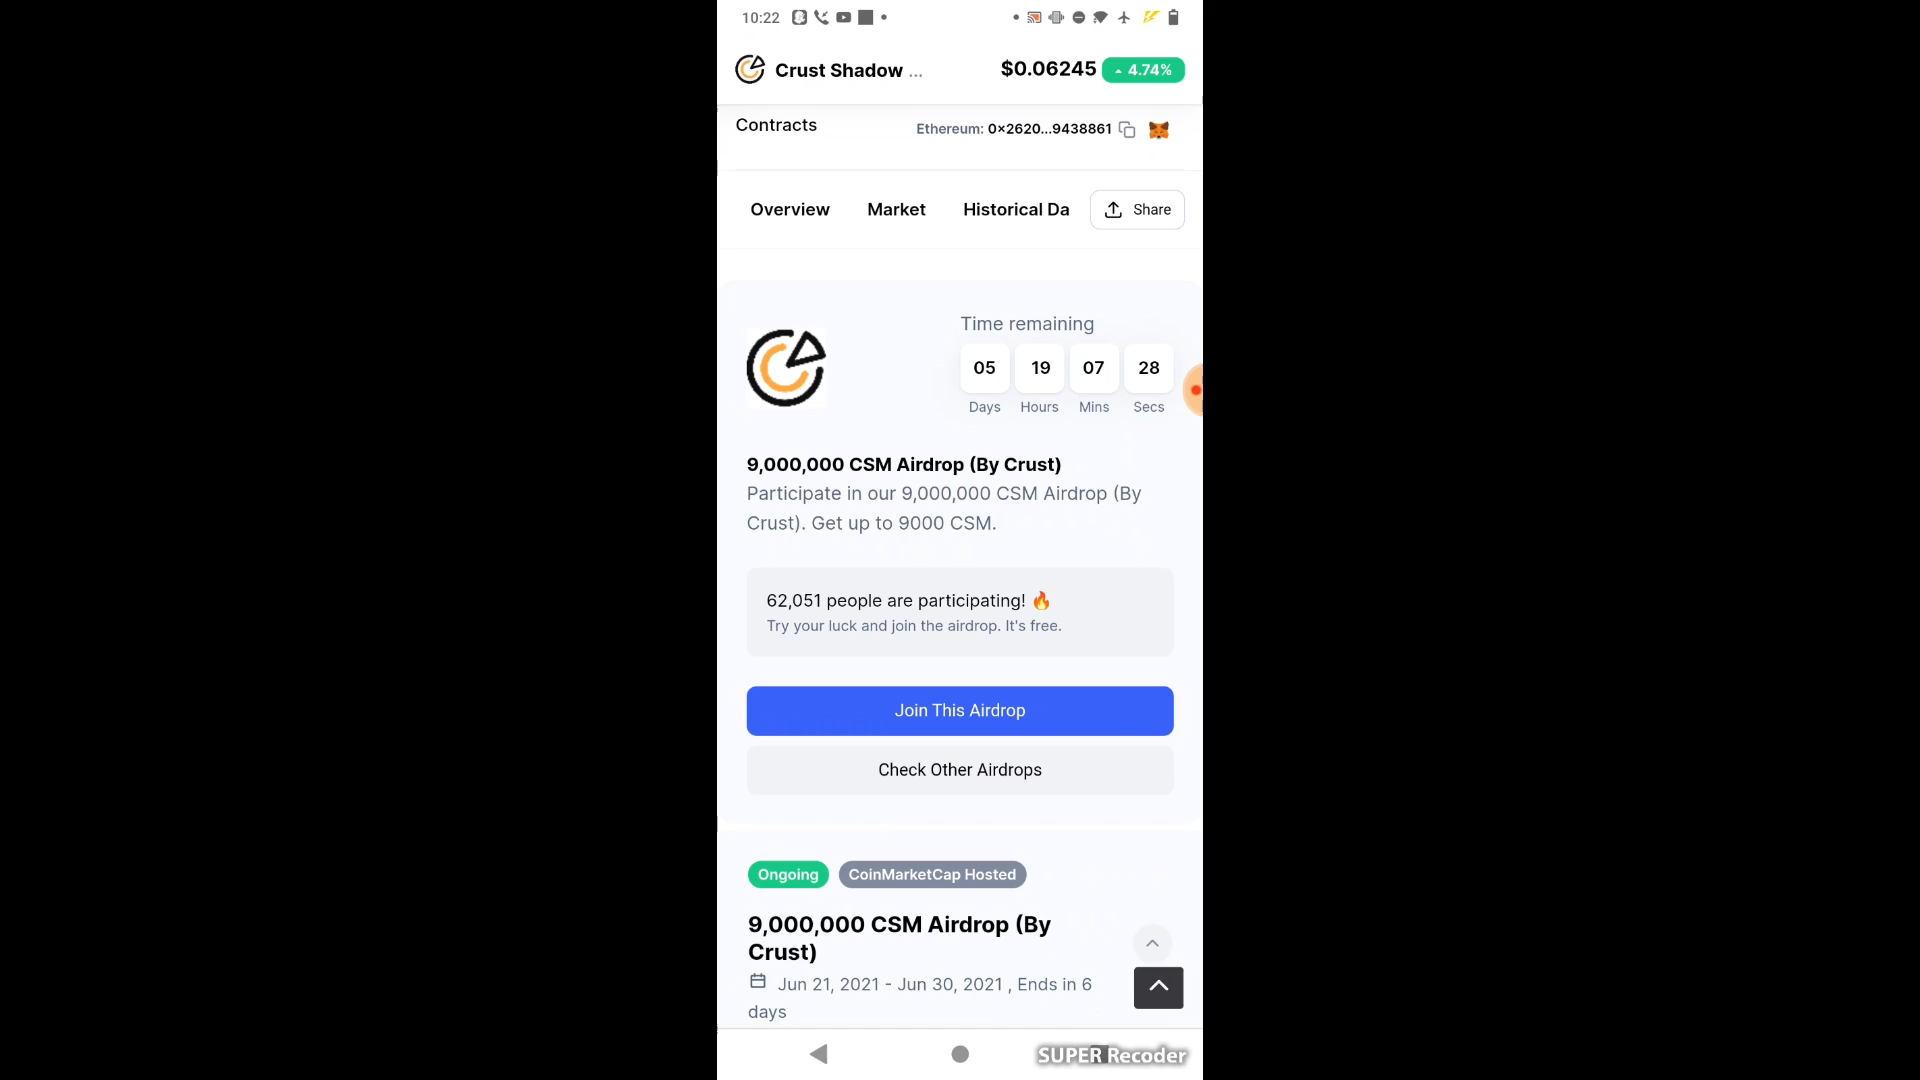 10:22
Crust Shadow ...
$0.06245
4.74%
Contracts
Ethereum: 0x2620...9438861
Overview
Market
Historical Da
Share
Time remaining
05
19
07
28
Days
Hours
Mins
Secs
9,000,000 CSM Airdrop (By Crust)
Participate in our 9,000,000 CSM Airdrop (By
Crust). Get up to 9000 CSM.
62,051 people are participating! 🔥
Try your luck and join the airdrop. It's free.
Join This Airdrop
Check Other Airdrops
Ongoing
CoinMarketCap Hosted
9,000,000 CSM Airdrop (By
Crust)
Jun 21, 2021 - Jun 30, 2021 , Ends in 6
days
SUPER Recoder